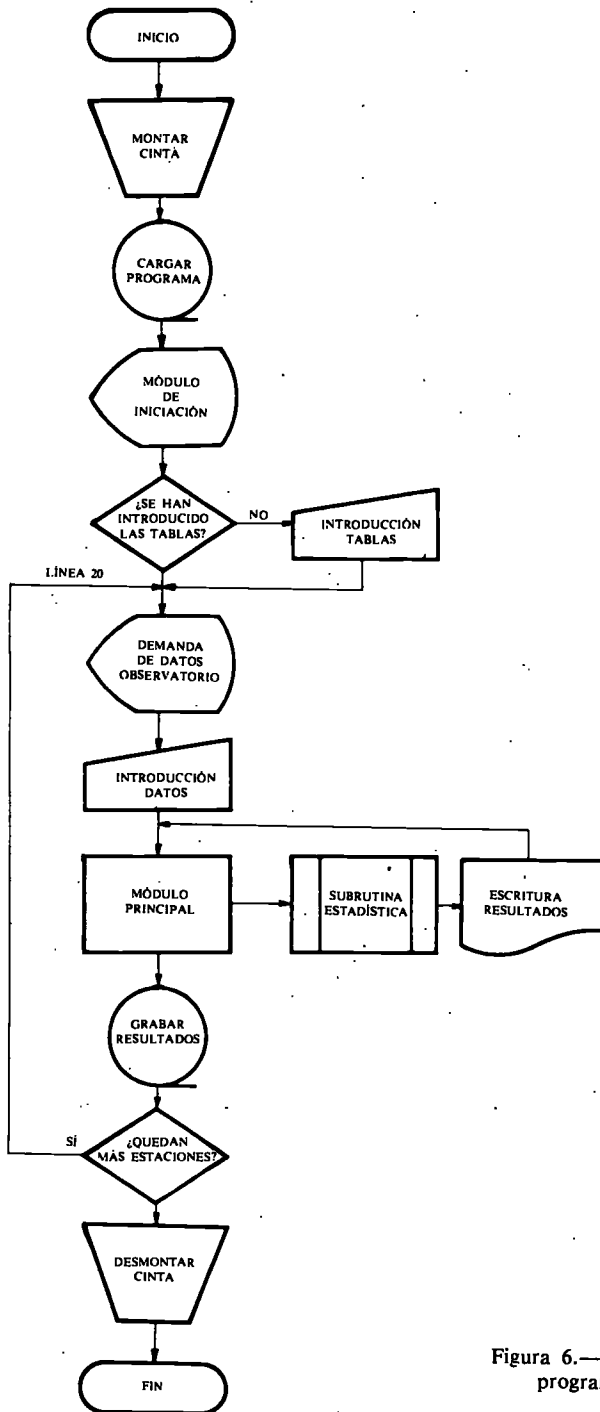 INICIO
MONTAR
CINTA
CARGAR
PROGRAMA
MÓDULO
DE
INICIACIÓN
¿SE HAN
INTRODUCIDO
LAS TABLAS?
NO
INTRODUCCIÓN
TABLAS
LÍNEA 20
DEMANDA
DE DATOS
OBSERVATORIO
INTRODUCCIÓN
DATOS
MÓDULO
PRINCIPAL
SUBRUTINA
ESTADÍSTICA
ESCRITURA
RESULTADOS
GRABAR
RESULTADOS
SÍ
¿QUEDAN
MÁS ESTACIONES?
DESMONTAR
CINTA
FIN
Figura 6.—
progra